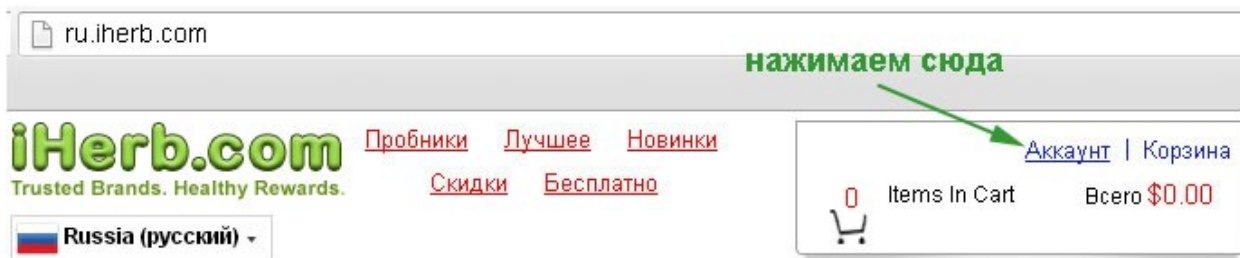 ru.iherb.com
нажимаем сюда
iHerb.com
Trusted Brands. Healthy Rewards.
Пробники Лучшее Новинки
Скидки Бесплатно
Аккаунт | Корзина
0 Items In Cart Всего $0.00
Russia (русский)